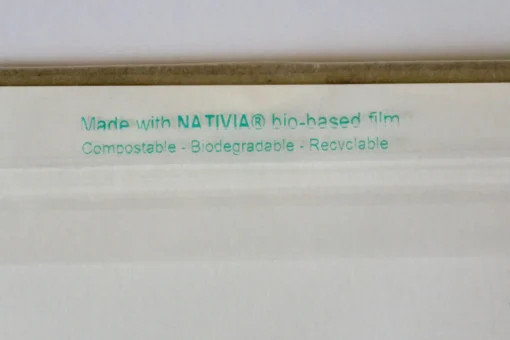 Made with NATIVIA® bio-based film
Compostable - Biodegradable - Recyclable